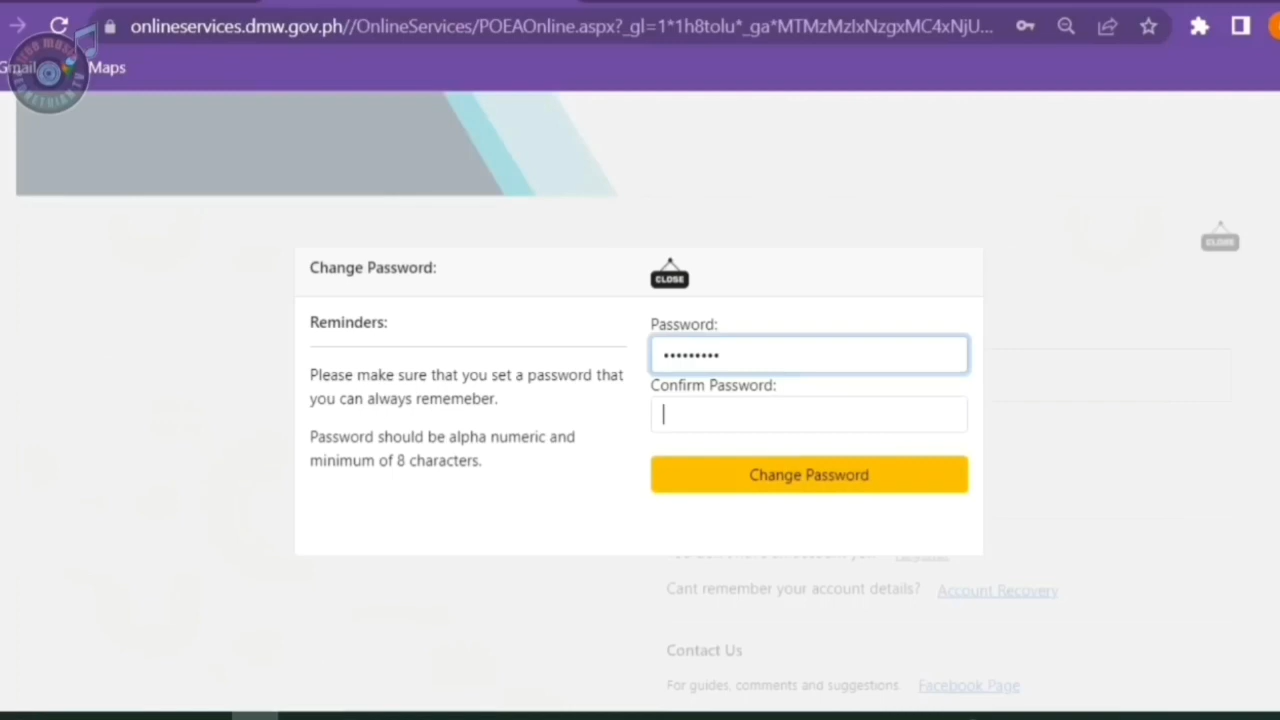 onlineservices.dmw.gov.ph//OnlineServices/POEAOnline.aspx?_gl=1*1h8tolu*_ga*MTMzMzIxNzgxMC4xNjU...
Gmail Maps
Change Password:
CLOSE
CLOSE
Reminders:
Please make sure that you set a password that
you can always rememeber.
Password should be alpha numeric and
minimum of 8 characters.
Password:
•••••••••
Confirm Password:
Change Password
Cant remember your account details? Account Recovery
Contact Us
For guides, comments and suggestions. Facebook Page